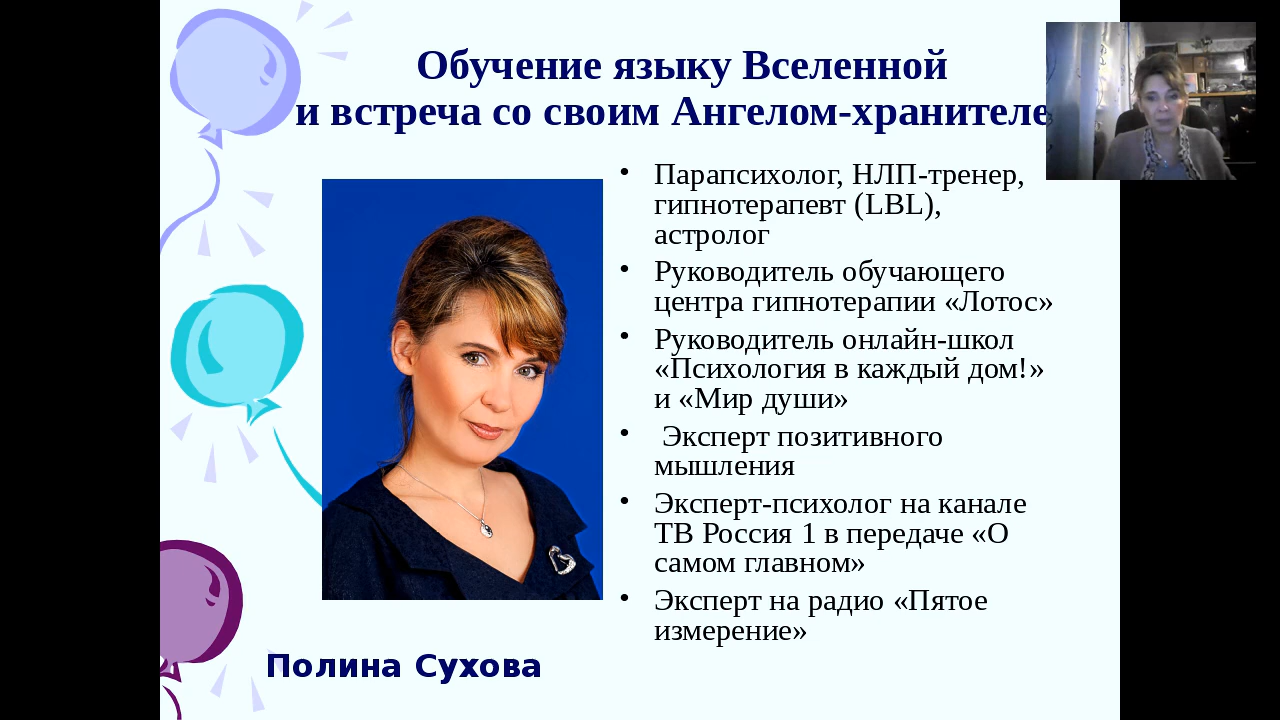 Обучение языку Вселенной
и встреча со своим Ангелом-хранителе
Парапсихолог, НЛП-тренер,
гипнотерапевт (LBL),
астролог
Руководитель обучающего
центра гипнотерапии «Лотос»
Руководитель онлайн-школ
«Психология в каждый дом!»
и «Мир души»
Эксперт позитивного
мышления
Эксперт-психолог на канале
ТВ Россия 1 в передаче «О
самом главном»
Эксперт на радио «Пятое
измерение»
Полина Сухова